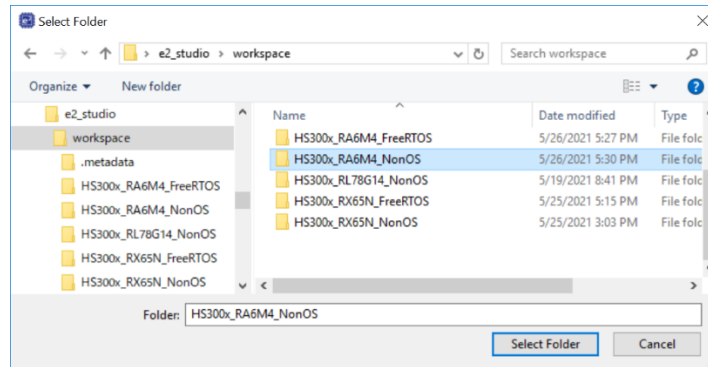 Select Folder
e2_studio > workspace
Search workspace
Organize
New folder
e2_studio
workspace
.metadata
HS300x_RA6M4_FreeRTOS
HS300x_RA6M4_NonOS
HS300x_RL78G14_NonOS
HS300x_RX65N_FreeRTOS
HS300x_RX65N_NonOS
Name Date modified Type
HS300x_RA6M4_FreeRTOS 5/26/2021 5:27 PM File folc
HS300x_RA6M4_NonOS 5/26/2021 5:30 PM File folc
HS300x_RL78G14_NonOS 5/19/2021 8:41 PM File folc
HS300x_RX65N_FreeRTOS 5/25/2021 5:15 PM File folc
HS300x_RX65N_NonOS 5/25/2021 3:03 PM File folc
Folder: HS300x_RA6M4_NonOS
Select Folder
Cancel